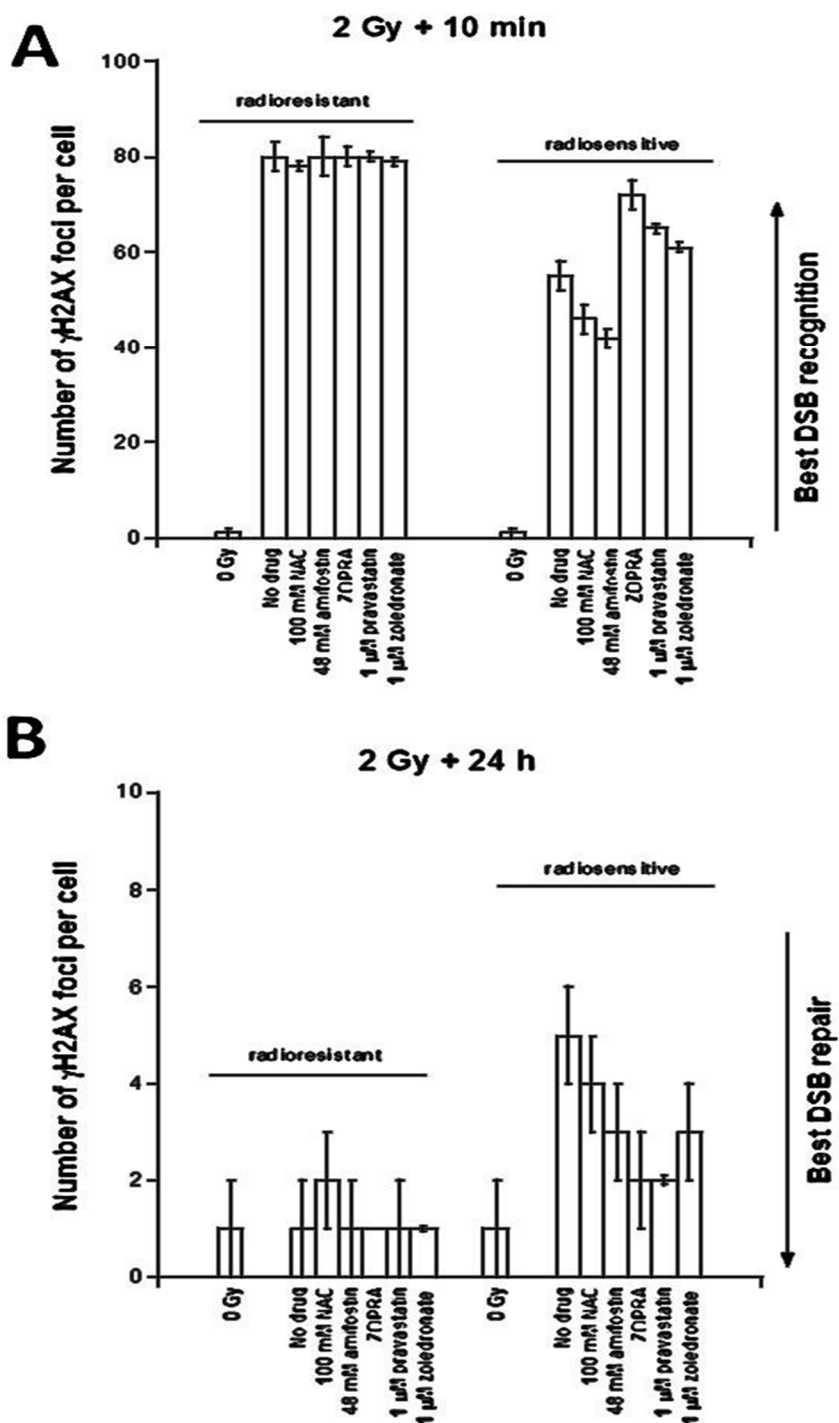 A
2 Gy + 10 min
Number of γH2AX foci per cell
100
80
60
40
20
0
radioresistant
radiosensitive
Best DSB recognition
0 Gy
No drug
100 mM NAC
48 mM amifostin
ZOPRA
1 µM pravastatin
1 µM zoledronate
0 Gy
No drug
100 mM NAC
48 mM amifostin
ZOPRA
1 µM pravastatin
1 µM zoledronate
B
2 Gy + 24 h
Number of γH2AX foci per cell
10
8
6
4
2
0
radioresistant
radiosensitive
Best DSB repair
0 Gy
No drug
100 mM NAC
48 mM amifostin
ZOPRA
1 µM pravastatin
1 µM zoledronate
0 Gy
No drug
100 mM NAC
48 mM amifostin
ZOPRA
1 µM pravastatin
1 µM zoledronate